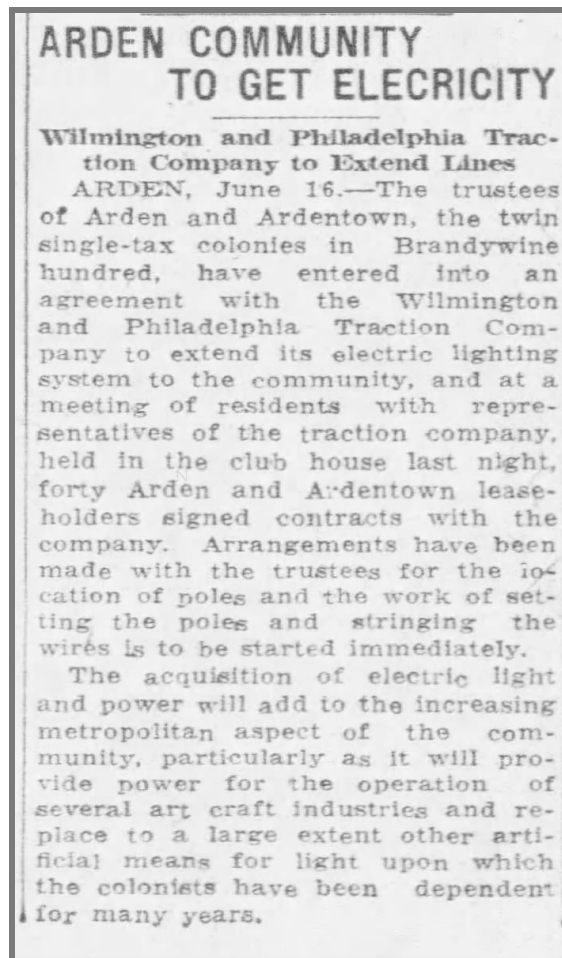 ARDEN COMMUNITY
TO GET ELECRICITY
Wilmington and Philadelphia Trac-
tion Company to Extend Lines
ARDEN, June 16.—The trustees
of Arden and Ardentown, the twin
single-tax colonies in Brandywine
hundred, have entered into an
agreement with the Wilmington
and Philadelphia Traction Com-
pany to extend its electric lighting
system to the community, and at a
meeting of residents with repre-
sentatives of the traction company,
held in the club house last night,
forty Arden and Ardentown lease-
holders signed contracts with the
company. Arrangements have been
made with the trustees for the lo-
cation of poles and the work of set-
ting the poles and stringing the
wires is to be started immediately.
The acquisition of electric light
and power will add to the increasing
metropolitan aspect of the com-
munity, particularly as it will pro-
vide power for the operation of
several art craft industries and re-
place to a large extent other arti-
ficial means for light upon which
the colonists have been dependent
for many years.